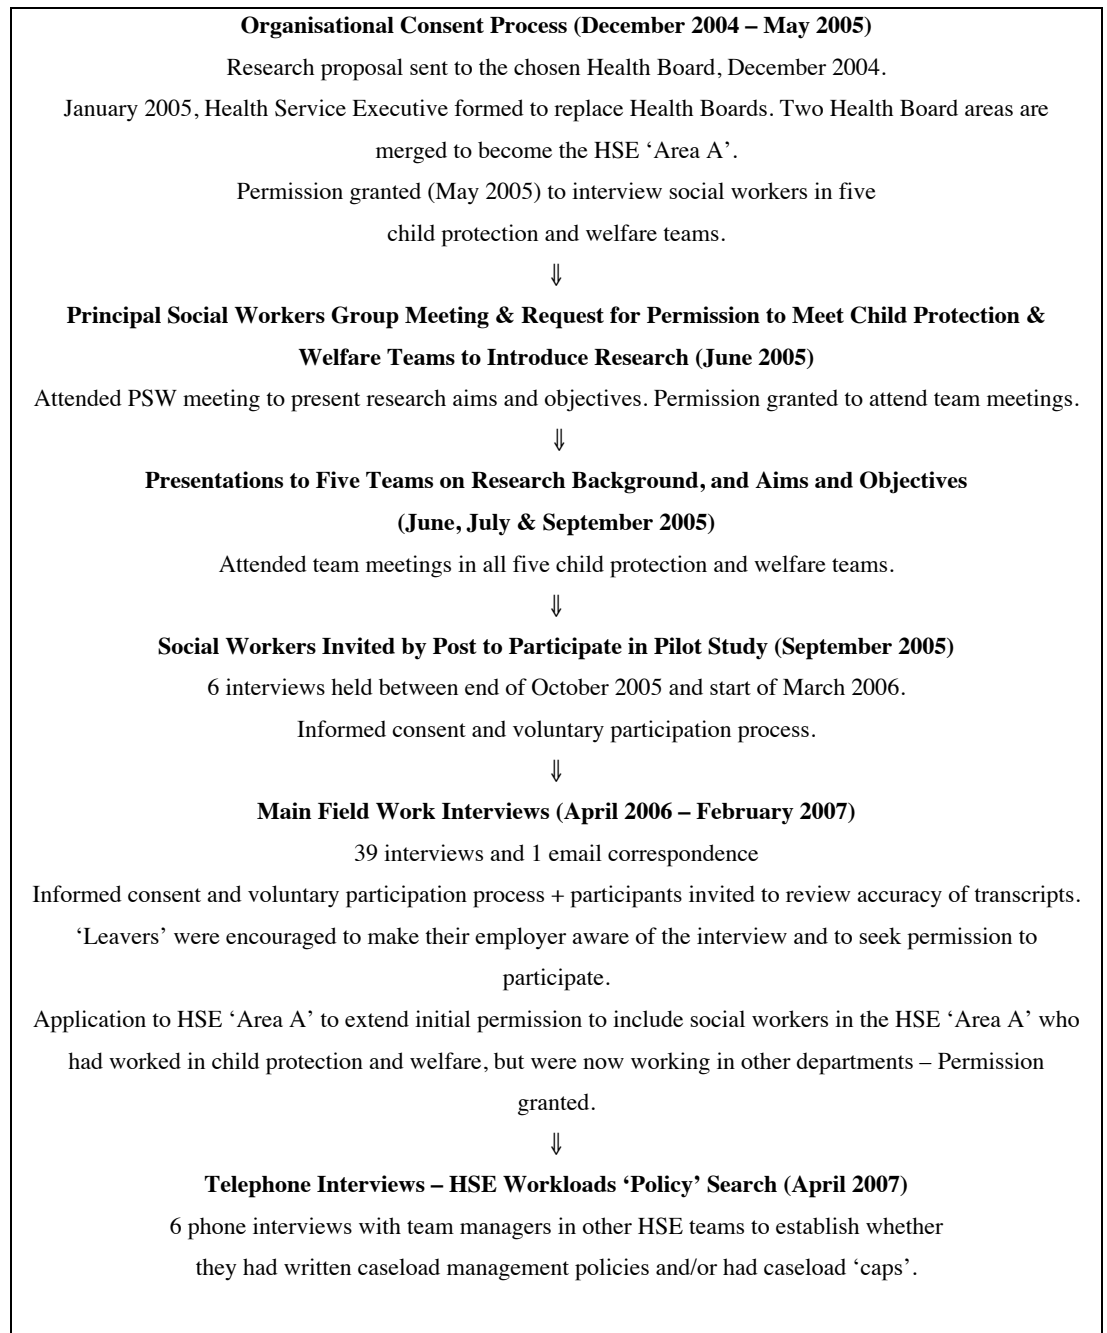 Organisational Consent Process (December 2004 – May 2005)
Research proposal sent to the chosen Health Board, December 2004.
January 2005, Health Service Executive formed to replace Health Boards. Two Health Board areas are
merged to become the HSE ‘Area A’.
Permission granted (May 2005) to interview social workers in five
child protection and welfare teams.
⇓
Principal Social Workers Group Meeting & Request for Permission to Meet Child Protection &
Welfare Teams to Introduce Research (June 2005)
Attended PSW meeting to present research aims and objectives. Permission granted to attend team meetings.
⇓
Presentations to Five Teams on Research Background, and Aims and Objectives
(June, July & September 2005)
Attended team meetings in all five child protection and welfare teams.
⇓
Social Workers Invited by Post to Participate in Pilot Study (September 2005)
6 interviews held between end of October 2005 and start of March 2006.
Informed consent and voluntary participation process.
⇓
Main Field Work Interviews (April 2006 – February 2007)
39 interviews and 1 email correspondence
Informed consent and voluntary participation process + participants invited to review accuracy of transcripts.
‘Leavers’ were encouraged to make their employer aware of the interview and to seek permission to
participate.
Application to HSE ‘Area A’ to extend initial permission to include social workers in the HSE ‘Area A’ who
had worked in child protection and welfare, but were now working in other departments – Permission
granted.
⇓
Telephone Interviews – HSE Workloads ‘Policy’ Search (April 2007)
6 phone interviews with team managers in other HSE teams to establish whether
they had written caseload management policies and/or had caseload ‘caps’.